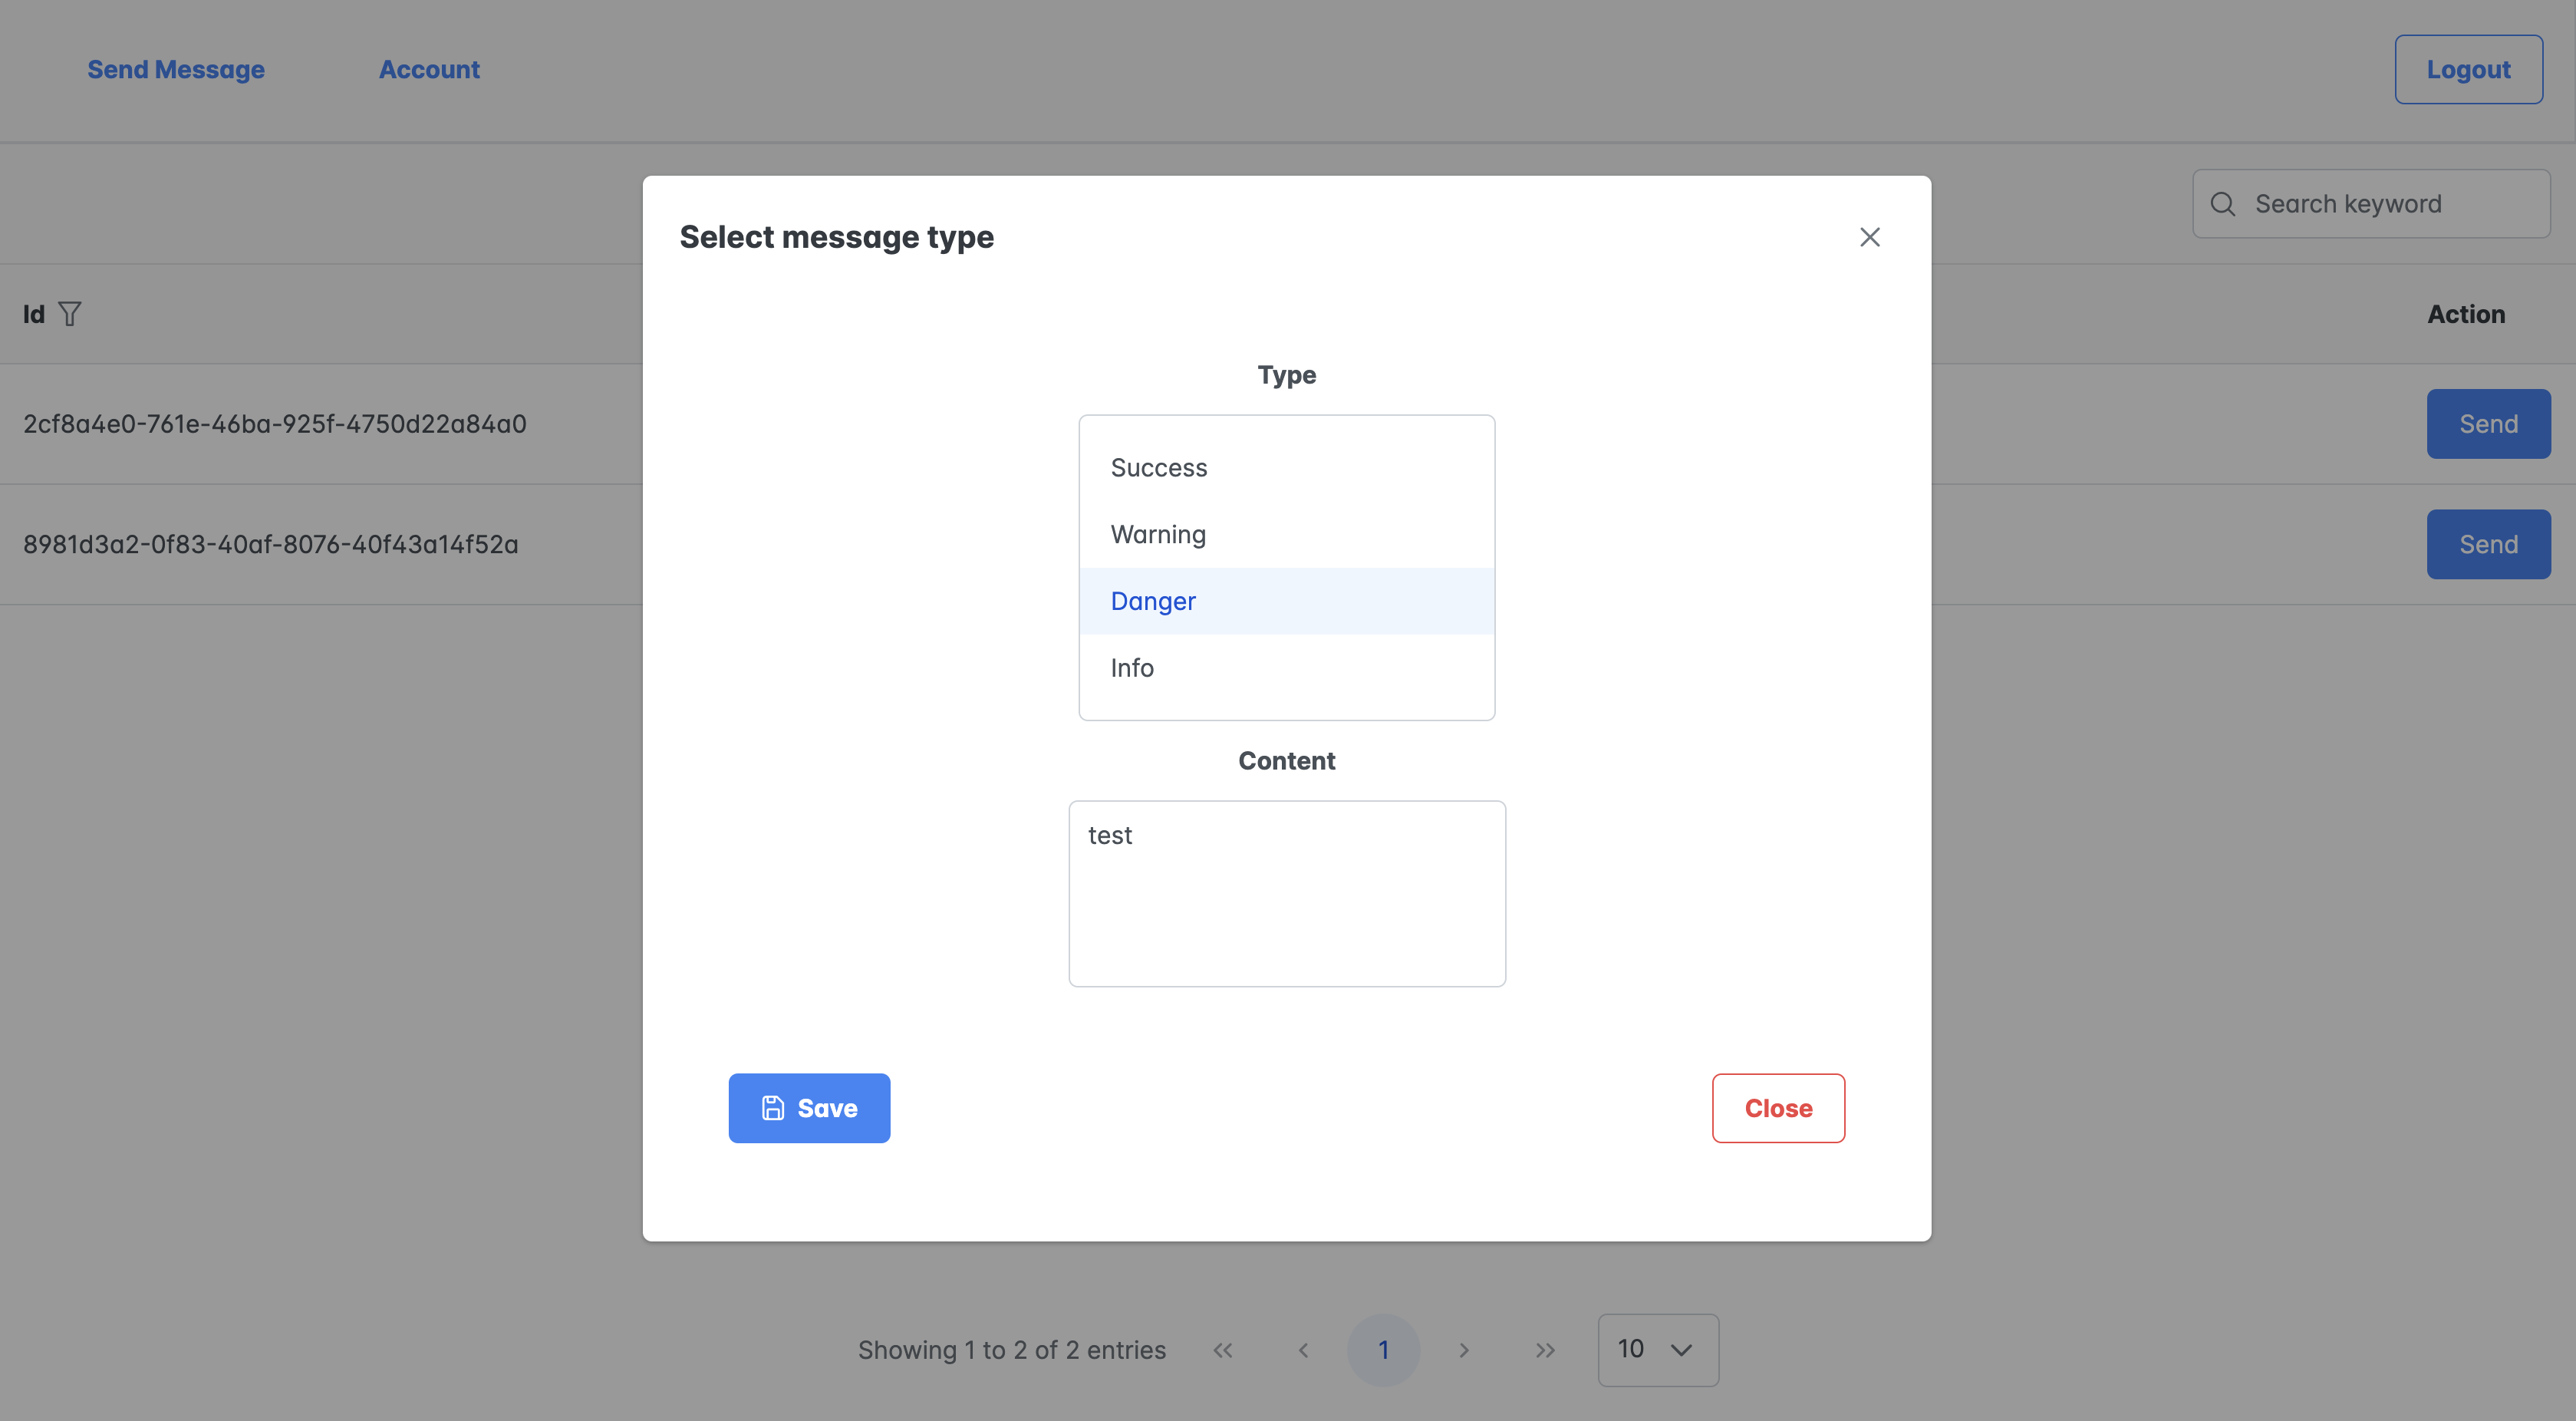 Send Message
Account
Logout
Search keyword
Id
Action
2cf8a4e0-761e-46ba-925f-4750d22a84a0
Send
8981d3a2-0f83-40af-8076-40f43a14f52a
Send
Select message type
Type
Success
Warning
Danger
Info
Content
test
Save
Close
Showing 1 to 2 of 2 entries
1
10